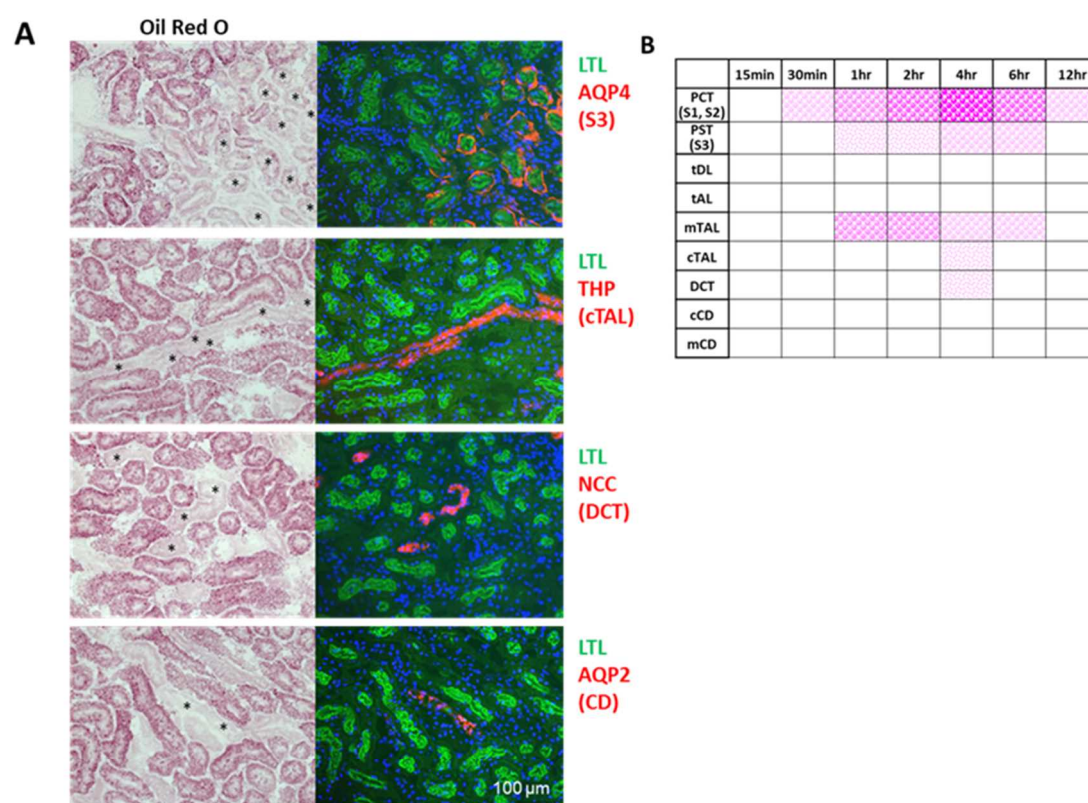 A
Oil Red O
LTL
AQP4
(S3)
LTL
THP
(cTAL)
LTL
NCC
(DCT)
LTL
AQP2
(CD)
100 µm
B
15min 30min 1hr 2hr 4hr 6hr 12hr
PCT
(S1, S2)
PST
(S3)
tDL
tAL
mTAL
cTAL
DCT
cCD
mCD